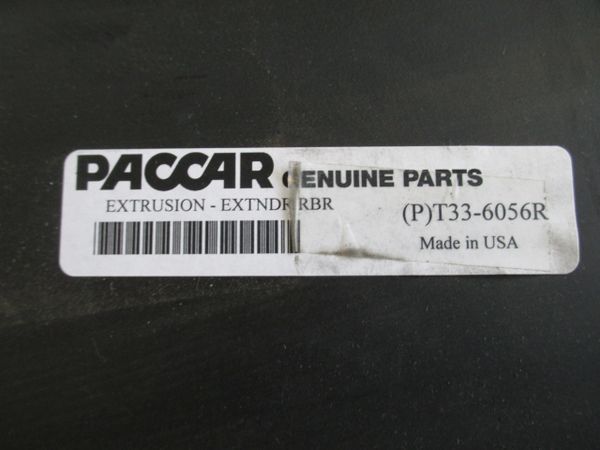 PACCAR GENUINE PARTS
EXTRUSION - EXTNDR RBR
(P)T33-6056R
Made in USA